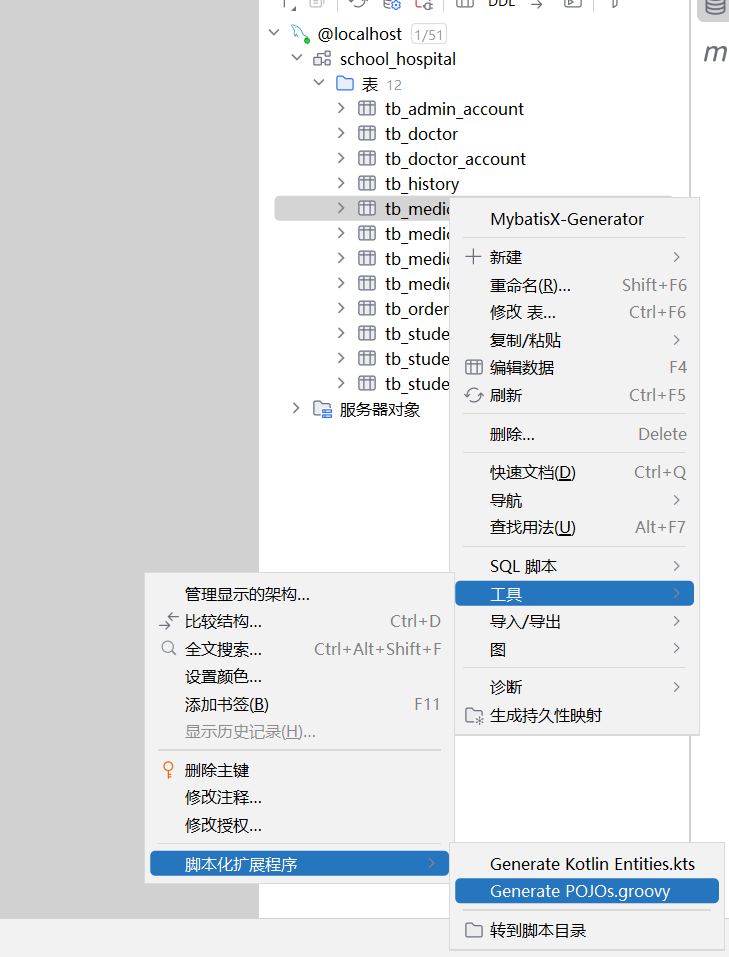 DDL
@localhost 1/51
school_hospital
表 12
tb_admin_account
tb_doctor
tb_doctor_account
tb_history
tb_medic
tb_medic
tb_medic
tb_medic
tb_order
tb_stude
tb_stude
tb_stude
服务器对象
m
MybatisX-Generator
新建
重命名(R)... Shift+F6
修改 表... Ctrl+F6
复制/粘贴
编辑数据 F4
刷新 Ctrl+F5
删除... Delete
快速文档(D) Ctrl+Q
导航
查找用法(U) Alt+F7
SQL 脚本
工具
导入/导出
图
诊断
生成持久性映射
管理显示的架构...
比较结构... Ctrl+D
全文搜索... Ctrl+Alt+Shift+F
设置颜色...
添加书签(B) F11
显示历史记录(H)...
删除主键
修改注释...
修改授权...
脚本化扩展程序
Generate Kotlin Entities.kts
Generate POJOs.groovy
转到脚本目录